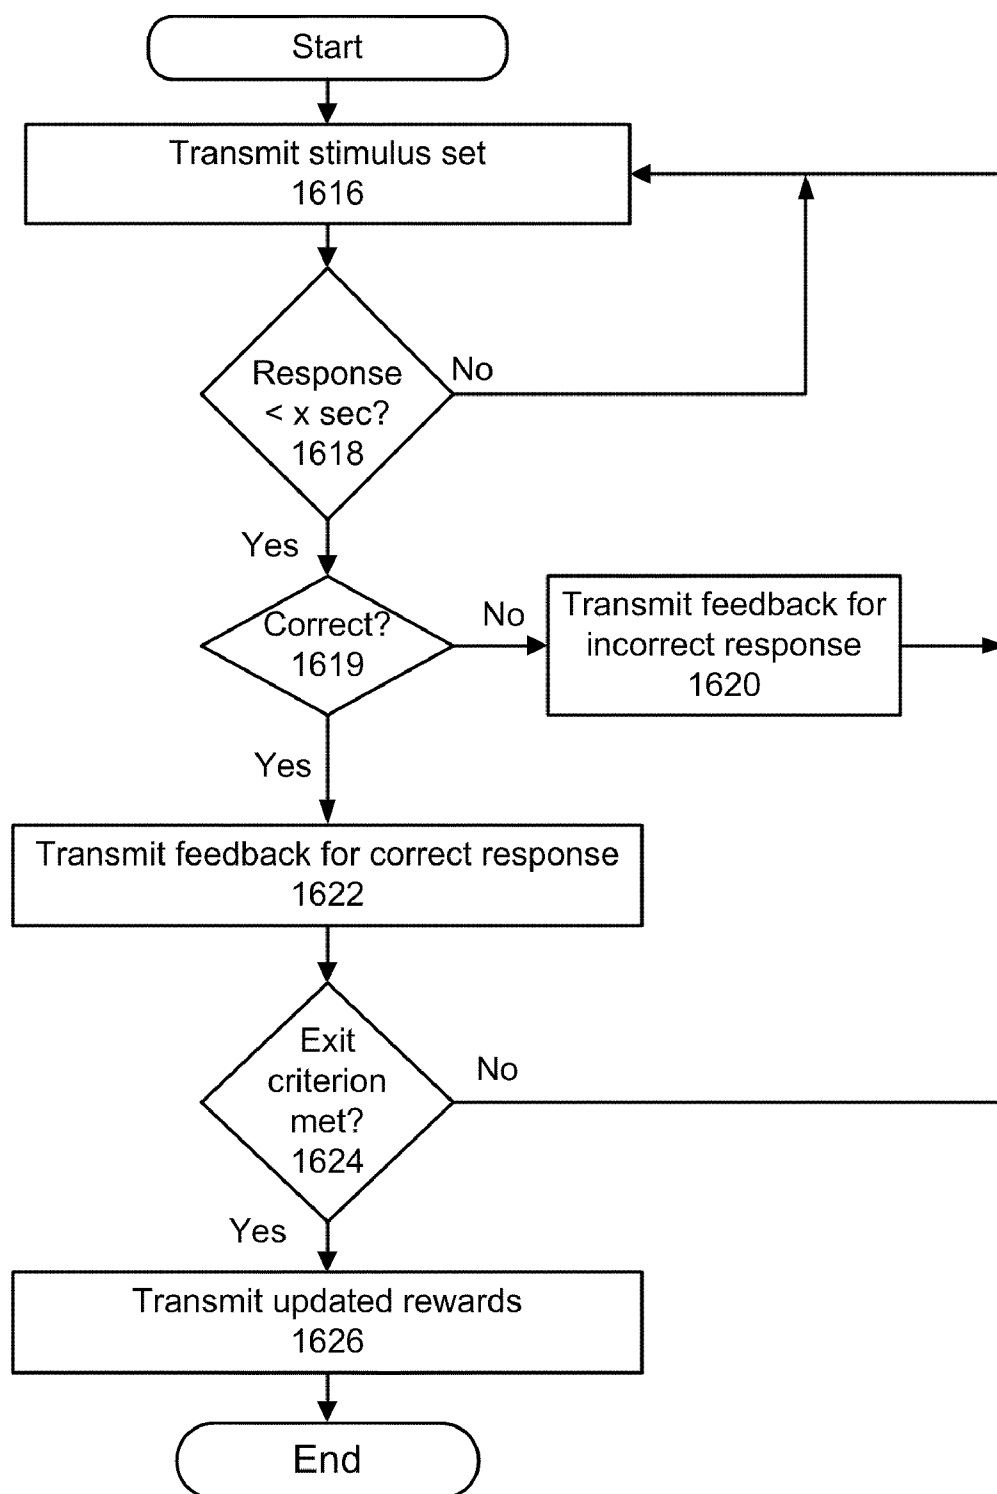 Start
Transmit stimulus set
1616
Response
< x sec?
1618
No
Yes
Correct?
1619
No
Transmit feedback for
incorrect response
1620
Yes
Transmit feedback for correct response
1622
Exit
criterion
met?
1624
No
Yes
Transmit updated rewards
1626
End